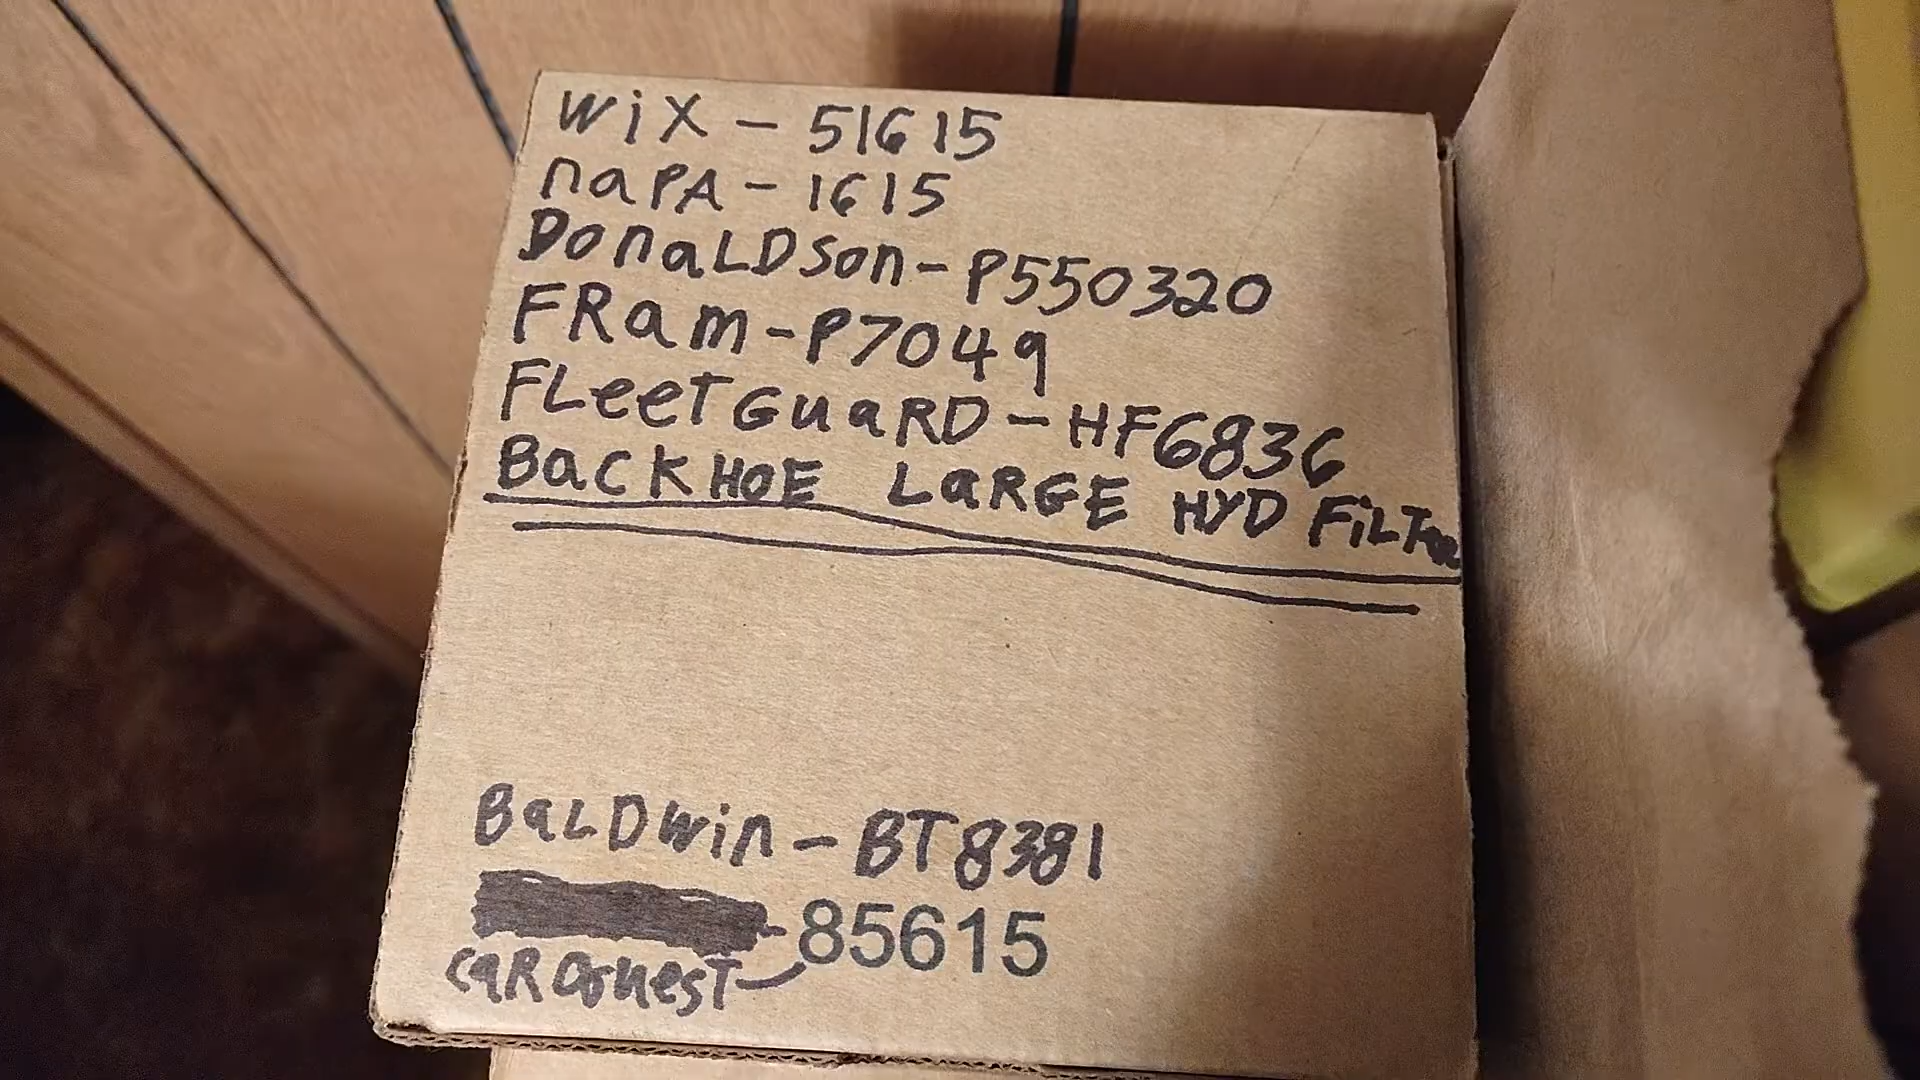 WiX - 51615
naPA - 1615
DonaLDSon - P550320
FRam - P7049
FLeeTGuaRD - HF6836
BaCKHOE LaRGE HYD FiLTER
BaLDwin - BT8381
- 85615
CaRQuesT